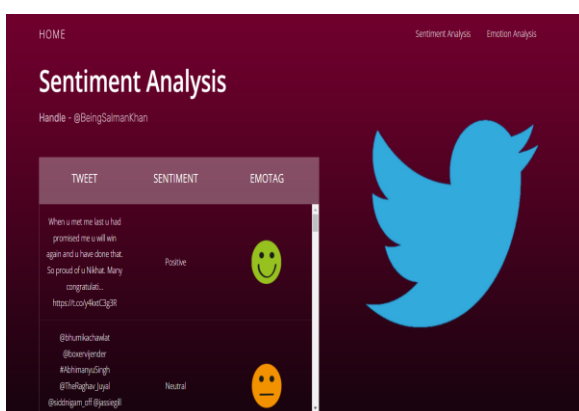 HOME
Sentiment Analysis
Emotion Analysis
Sentiment Analysis
Handle - @BeingSalmanKhan
TWEET
SENTIMENT
EMOTAG
When u met me last u had
promised me u will win
again and u have done that.
So proud of u Nikhat. Many
congratulati...
https://t.co/y4kxtC3g3R
Positive
@bhumikachawlat
@boxervijender
#AbhimanyuSingh
@TheRaghav_Juyal
@siddnigam_off @jassiegill
Neutral